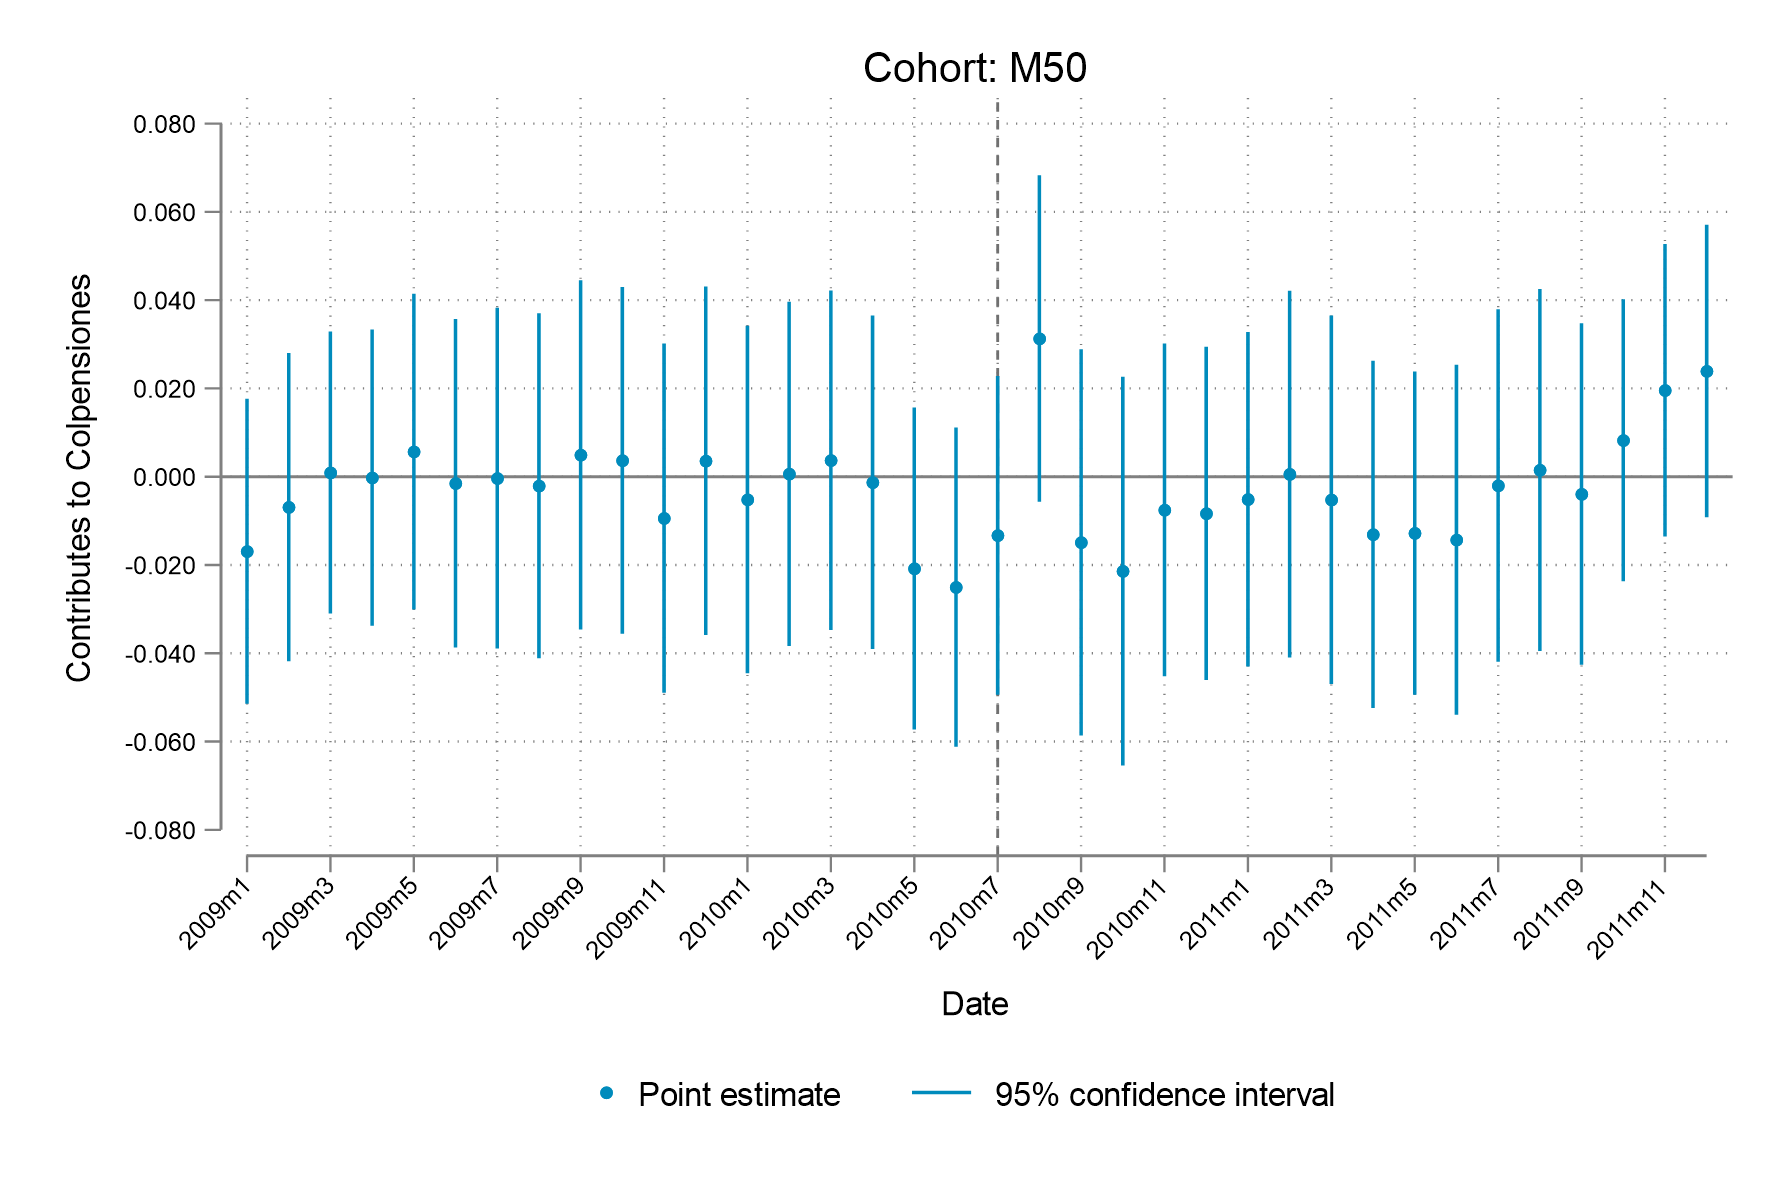 Cohort: M50
Contributes to Colpensiones
0.080
0.060
0.040
0.020
0.000
-0.020
-0.040
-0.060
-0.080
2009m1
2009m3
2009m5
2009m7
2009m9
2009m11
2010m1
2010m3
2010m5
2010m7
2010m9
2010m11
2011m1
2011m3
2011m5
2011m7
2011m9
2011m11
Date
Point estimate
95% confidence interval